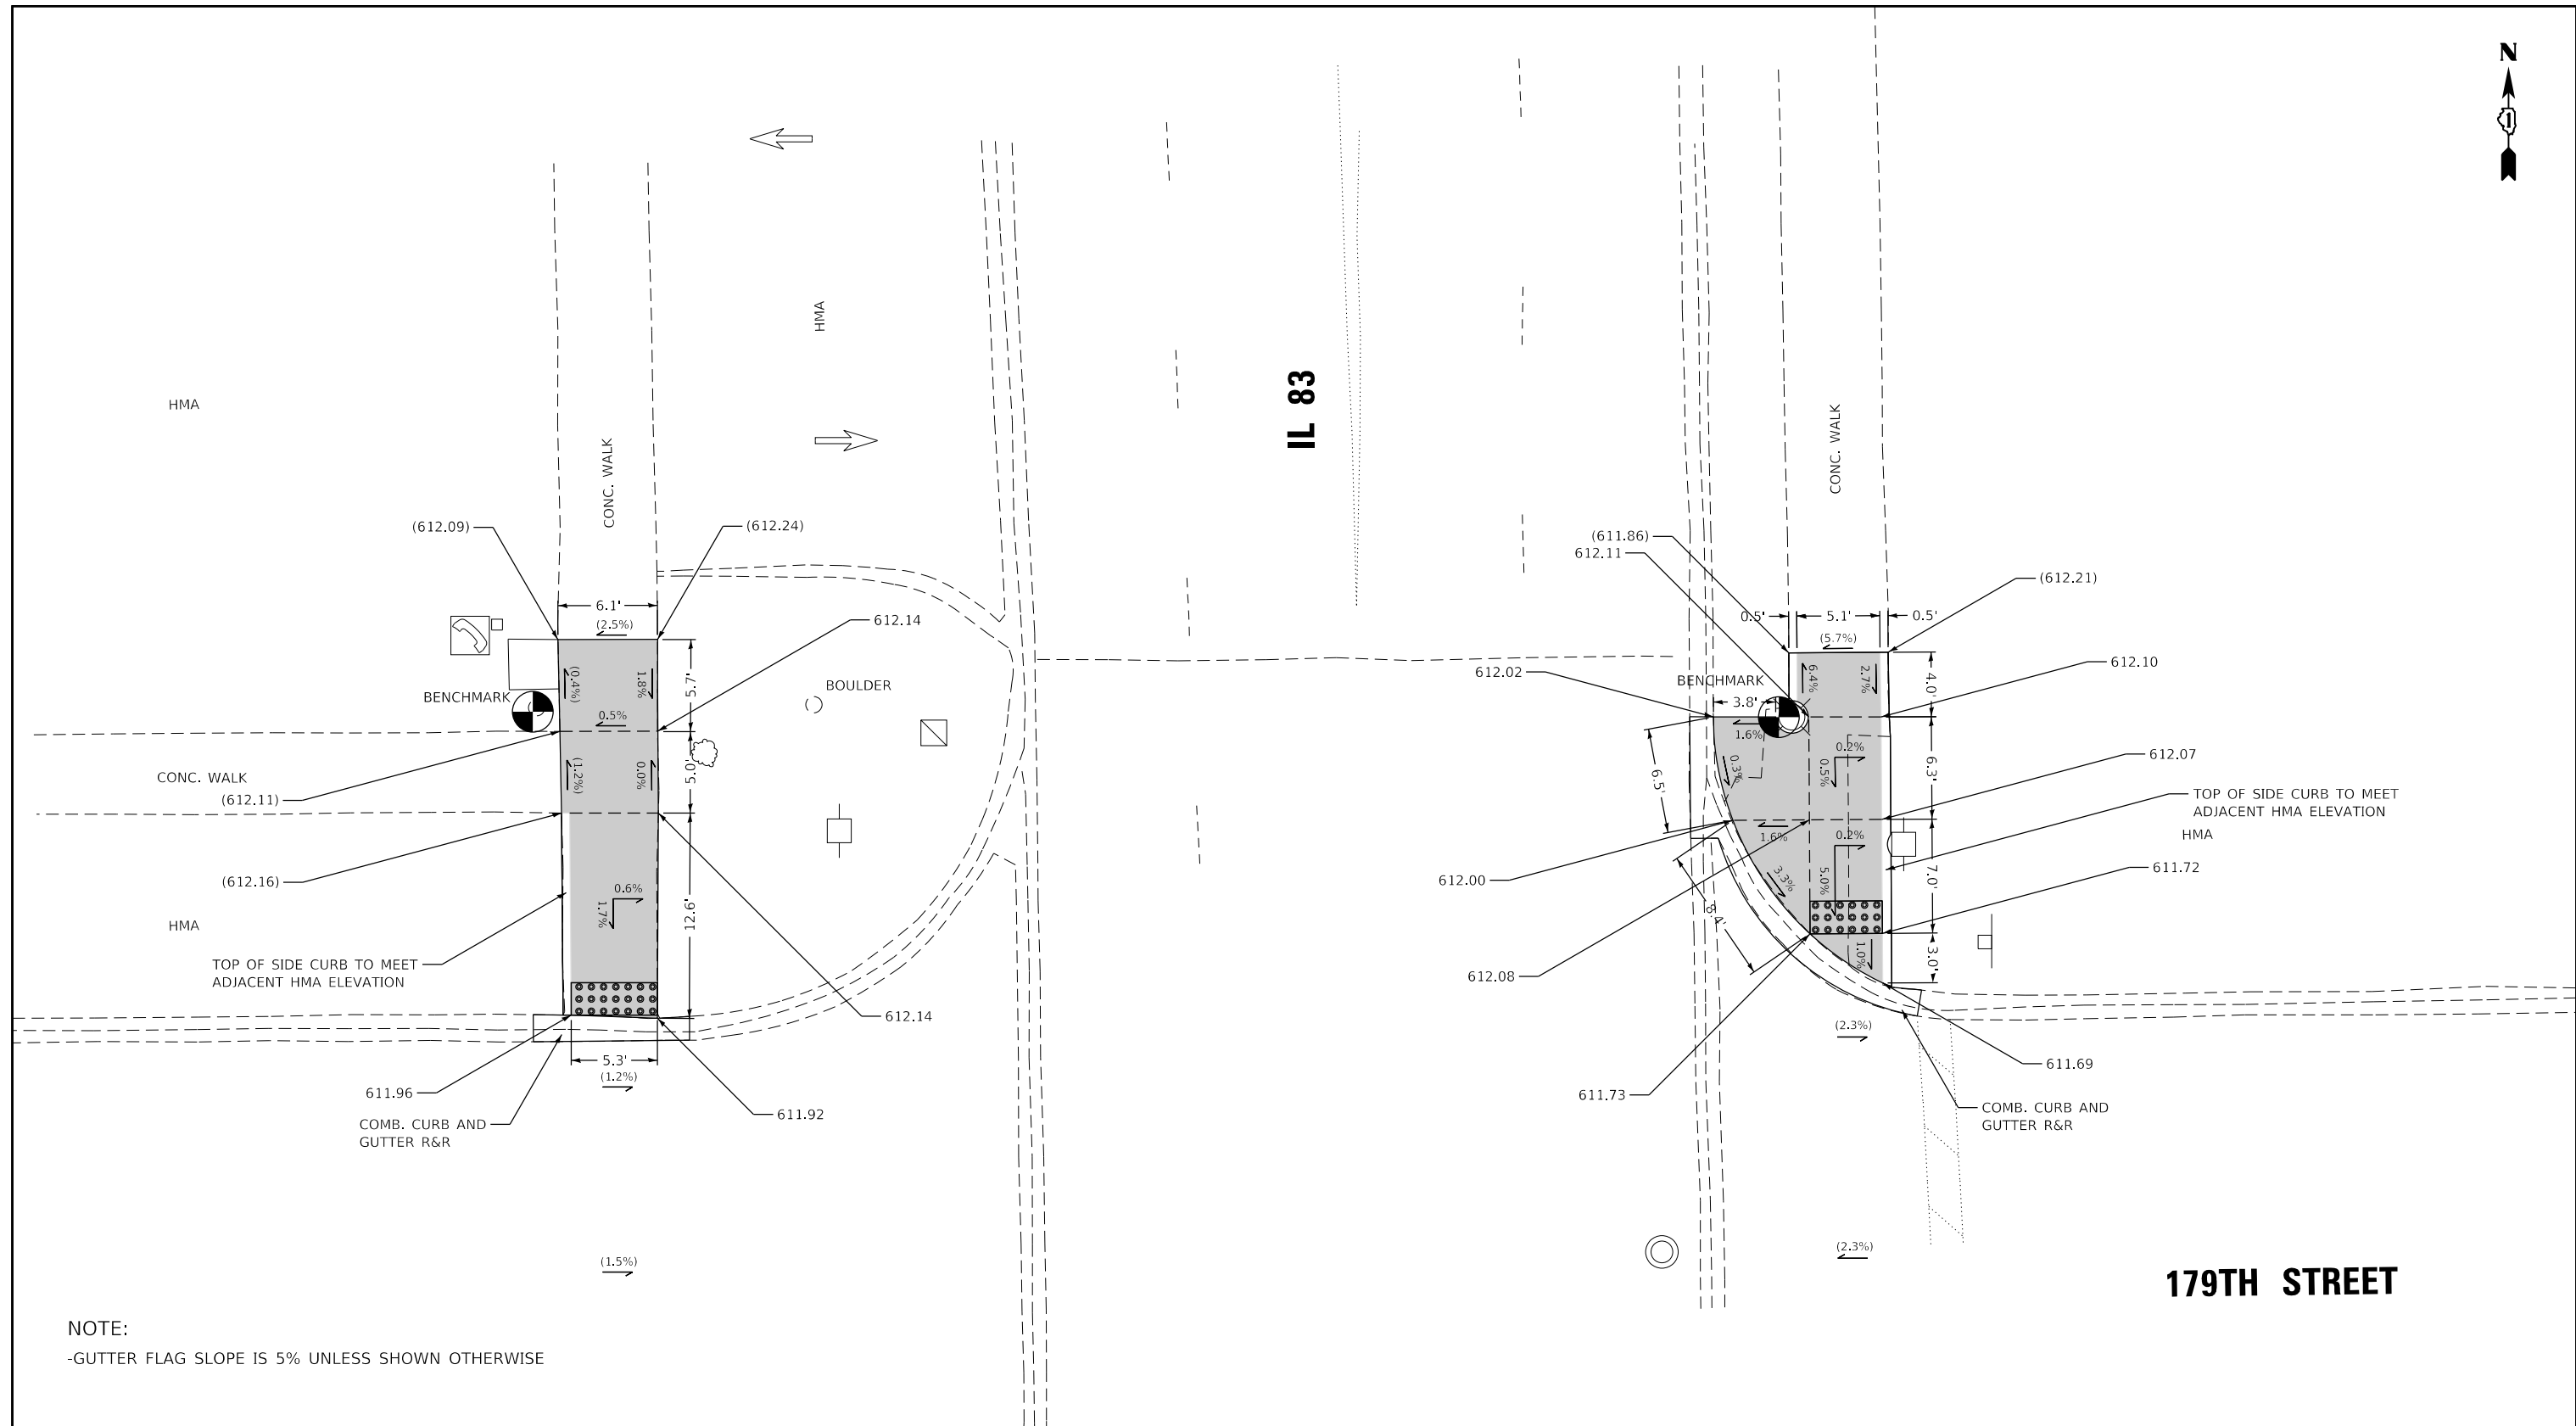 N
1
HMA
HMA
CONC. WALK
IL 83
CONC. WALK
(612.09)
(612.24)
6.1'
(2.5%)
612.14
(0.4%)
1.8%
5.7'
BENCHMARK
0.5%
BOULDER
CONC. WALK
(612.11)
(1.2%)
0.0%
5.0'
(612.16)
0.6%
1.7%
12.6'
HMA
TOP OF SIDE CURB TO MEET
ADJACENT HMA ELEVATION
612.14
5.3'
(1.2%)
611.96
611.92
COMB. CURB AND
GUTTER R&R
(1.5%)
(611.86)
612.11
(612.21)
0.5'
5.1'
0.5'
(5.7%)
612.02
612.10
BENCHMARK
6.4%
2.7%
4.0'
3.8'
1.6%
0.2%
612.07
0.3%
0.5%
6.3'
6.5'
TOP OF SIDE CURB TO MEET
ADJACENT HMA ELEVATION
HMA
1.6%
0.2%
612.00
3.3%
5.0%
7.0'
611.72
8.4'
612.08
1.0%
3.0'
(2.3%)
611.69
611.73
COMB. CURB AND
GUTTER R&R
(2.3%)
179TH STREET
NOTE:
-GUTTER FLAG SLOPE IS 5% UNLESS SHOWN OTHERWISE